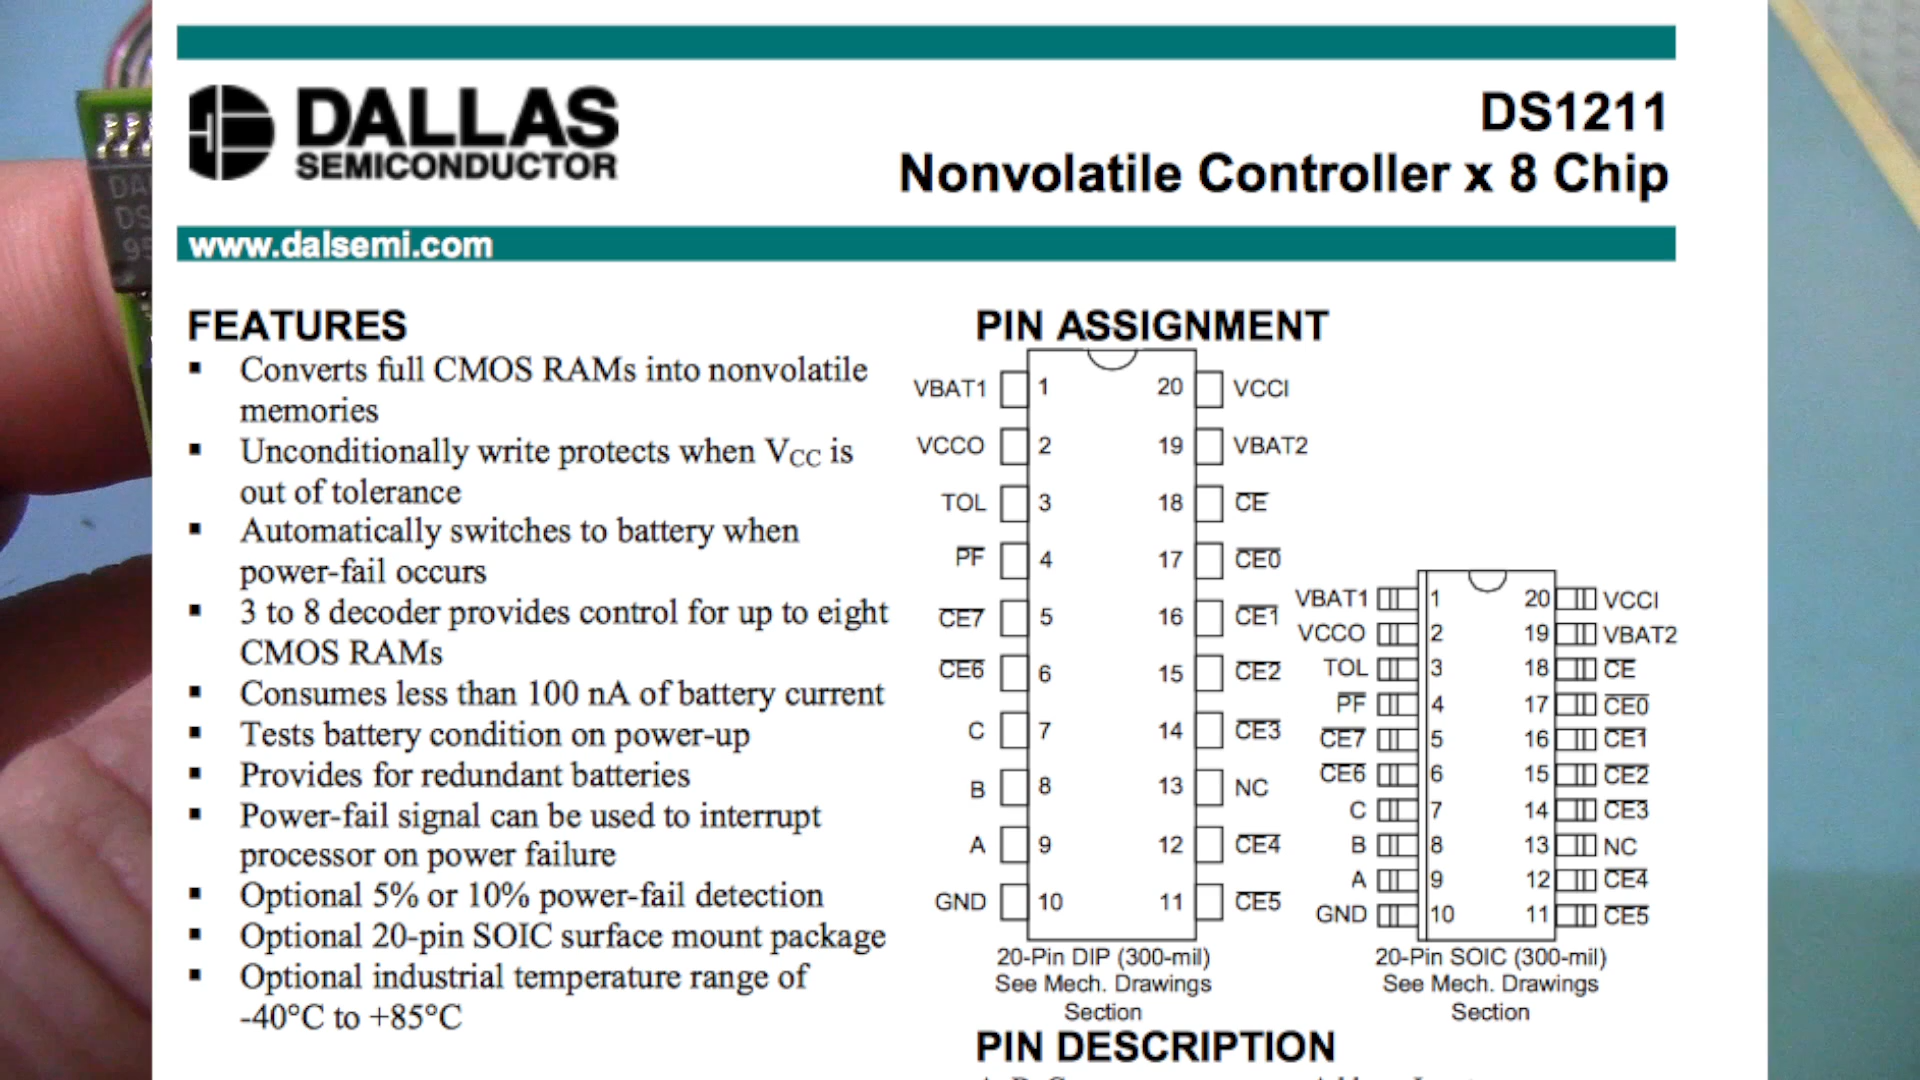 DALLAS
SEMICONDUCTOR
DS1211
Nonvolatile Controller x 8 Chip
www.dalsemi.com
FEATURES
▪ Converts full CMOS RAMs into nonvolatile
memories
▪ Unconditionally write protects when VCC is
out of tolerance
▪ Automatically switches to battery when
power-fail occurs
▪ 3 to 8 decoder provides control for up to eight
CMOS RAMs
▪ Consumes less than 100 nA of battery current
▪ Tests battery condition on power-up
▪ Provides for redundant batteries
▪ Power-fail signal can be used to interrupt
processor on power failure
▪ Optional 5% or 10% power-fail detection
▪ Optional 20-pin SOIC surface mount package
▪ Optional industrial temperature range of
-40°C to +85°C
PIN ASSIGNMENT
VBAT1 1 20 VCCI
VCCO 2 19 VBAT2
TOL 3 18 CE
PF 4 17 CE0
CE7 5 16 CE1
CE6 6 15 CE2
C 7 14 CE3
B 8 13 NC
A 9 12 CE4
GND 10 11 CE5
20-Pin DIP (300-mil)
See Mech. Drawings
Section
VBAT1 1 20 VCCI
VCCO 2 19 VBAT2
TOL 3 18 CE
PF 4 17 CE0
CE7 5 16 CE1
CE6 6 15 CE2
C 7 14 CE3
B 8 13 NC
A 9 12 CE4
GND 10 11 CE5
20-Pin SOIC (300-mil)
See Mech. Drawings
Section
PIN DESCRIPTION
DA
DS
95